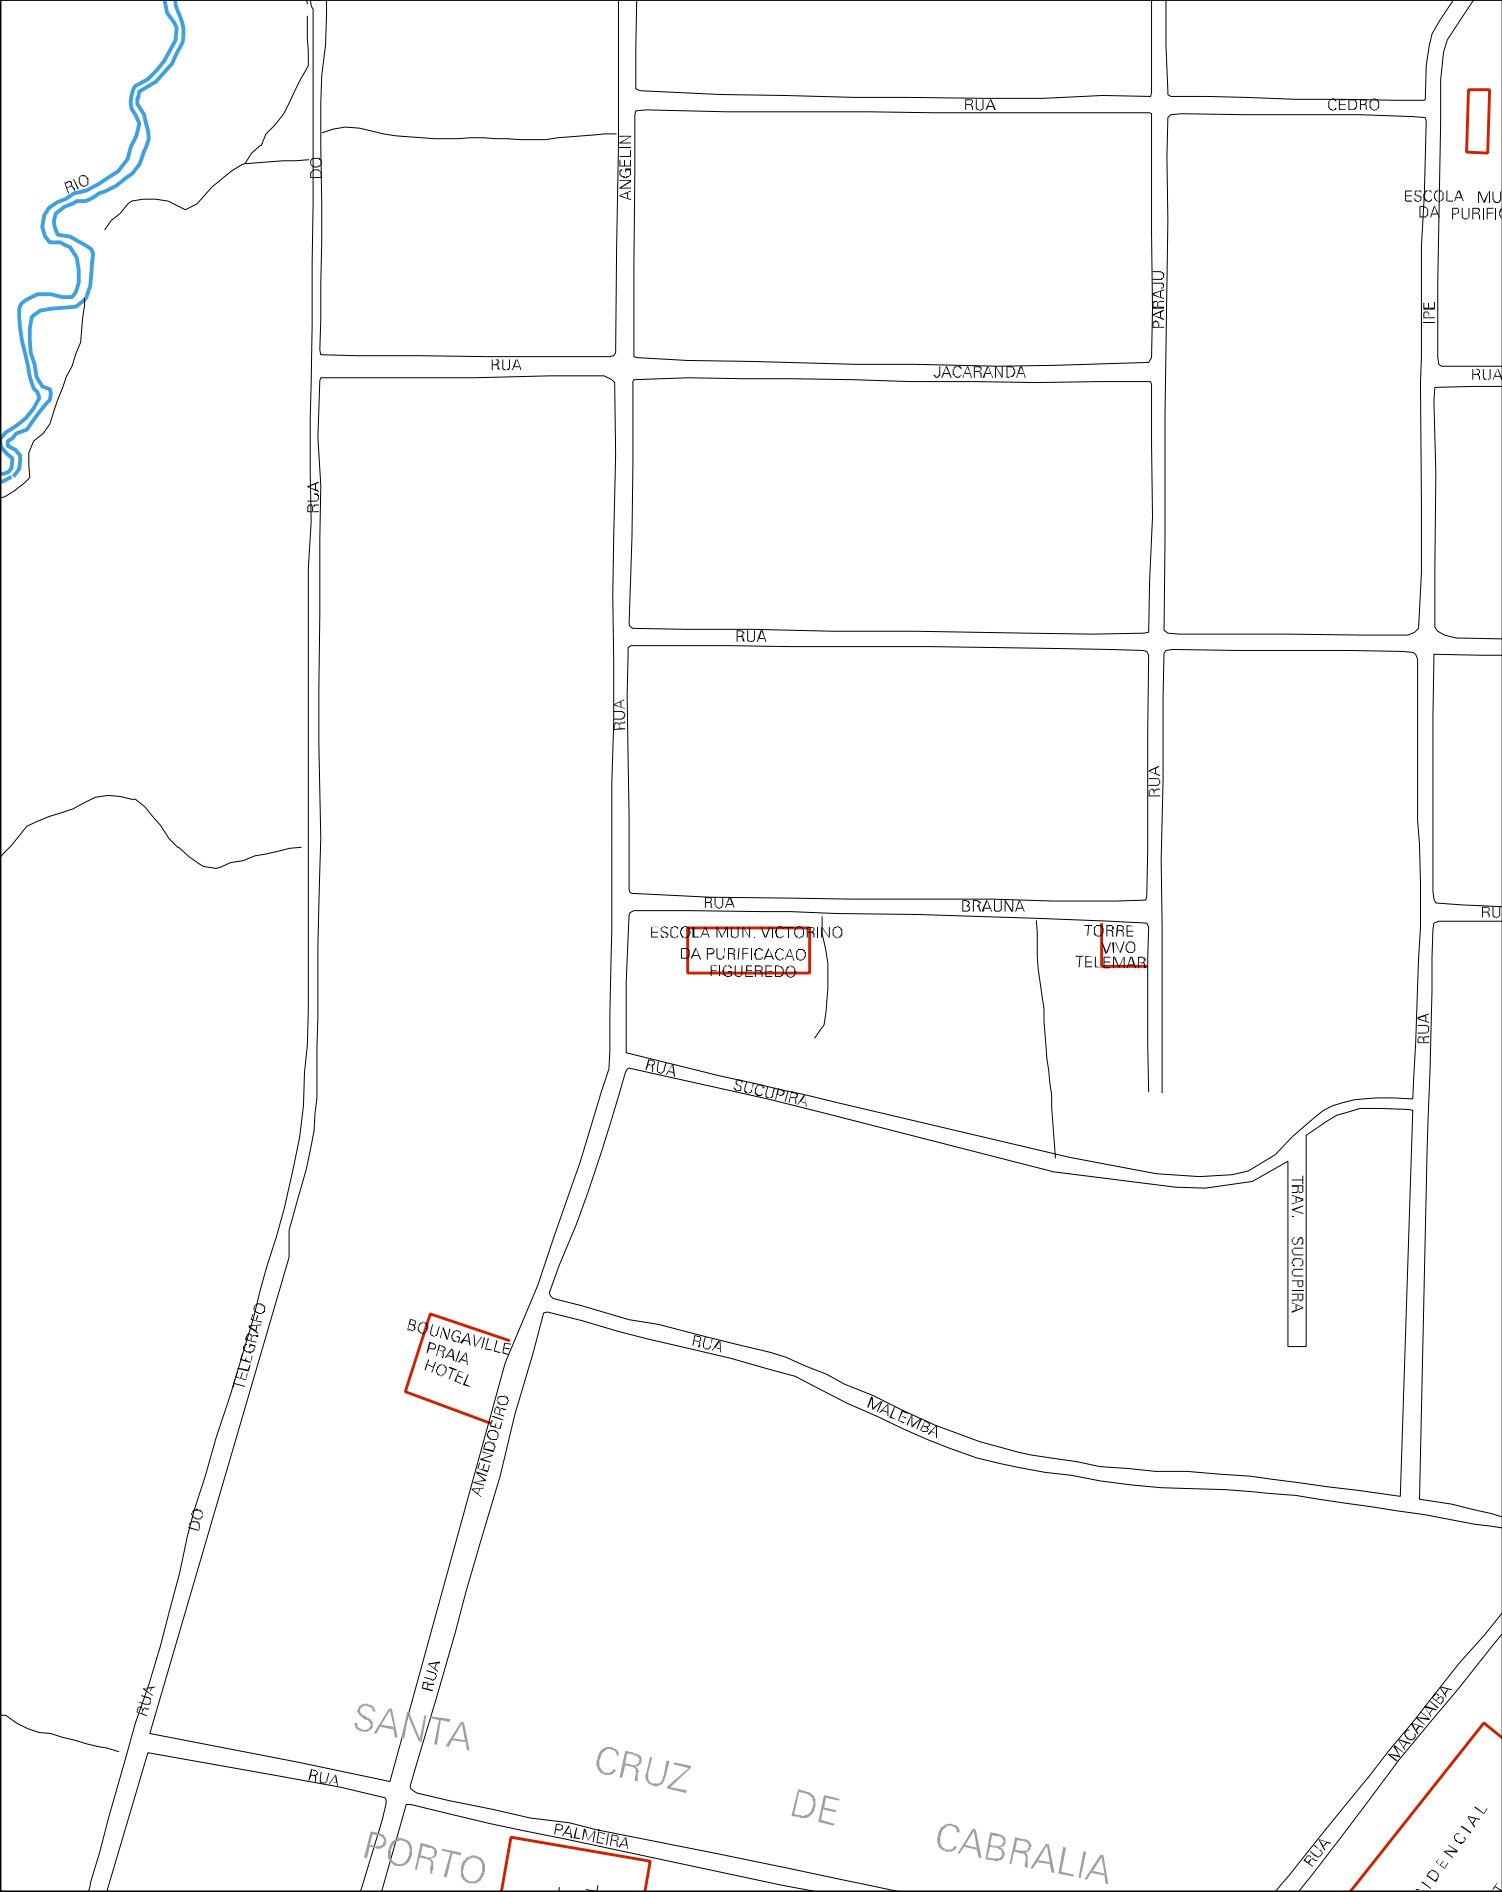 RUA
CEDRO
DO
ANGELIN
RIO
ESCOLA MU
DA PURIFIC
PARAJU
IPE
RUA
JACARANDA
RUA
RUA
RUA
RUA
RUA
RUA
BRAUNA
RU
ESCOLA MUN. VICTORINO
DA PURIFICACAO
FIGUEREDO
TORRE
VIVO
TELEMAR
RUA
RUA
SUCUPIRA
TRAV. SUCUPIRA
TELEGRAFO
BOUNGAVILLE
PRAIA
HOTEL
RUA
MALEMBA
AMENDOEIRO
DO
RUA
RUA
MACANAIBA
SANTA CRUZ DE CABRALIA
RUA
PALMEIRA
PORTO
RUA
IDENCIAL